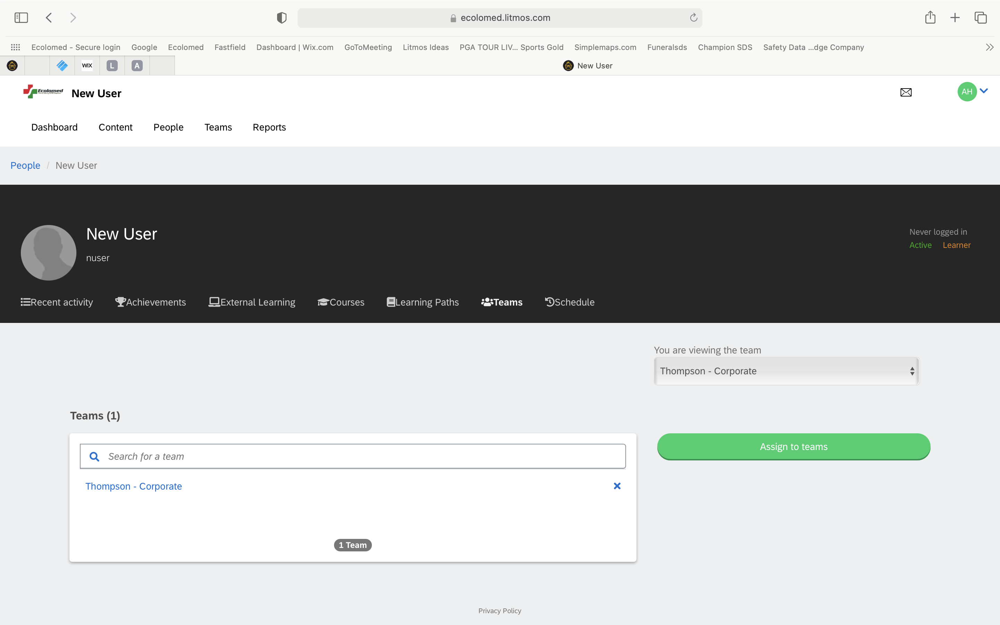 ecolomed.litmos.com
Ecolomed - Secure login Google Ecolomed Fastfield Dashboard | Wix.com GoToMeeting Litmos Ideas PGA TOUR LIV... Sports Gold Simplemaps.com Funeralsds Champion SDS Safety Data ...dge Company
WIX L A New User
Ecolomed New User AH
Dashboard Content People Teams Reports
People / New User
New User
nuser
Never logged in
Active Learner
Recent activity Achievements External Learning Courses Learning Paths Teams Schedule
You are viewing the team
Thompson - Corporate
Teams (1)
Search for a team
Assign to teams
Thompson - Corporate
1 Team
Privacy Policy